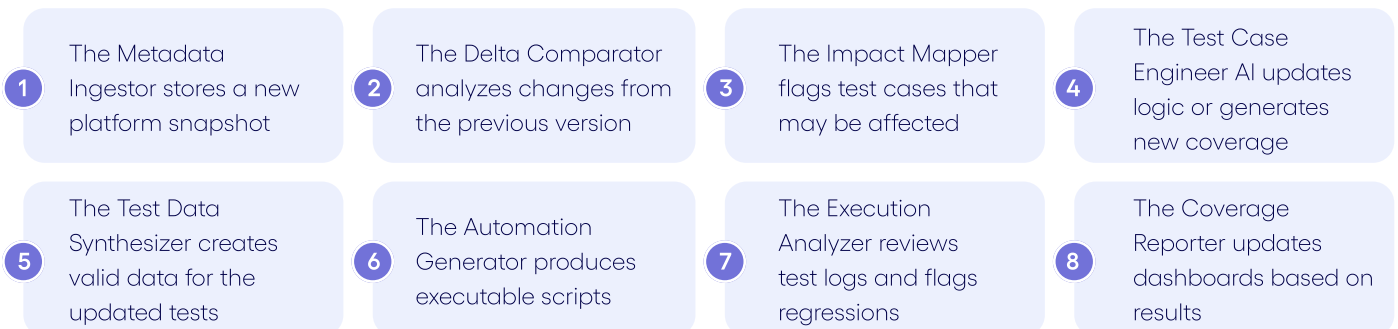 1
The Metadata
Ingestor stores a new
platform snapshot
2
The Delta Comparator
analyzes changes from
the previous version
3
The Impact Mapper
flags test cases that
may be affected
4
The Test Case
Engineer AI updates
logic or generates
new coverage
5
The Test Data
Synthesizer creates
valid data for the
updated tests
6
The Automation
Generator produces
executable scripts
7
The Execution
Analyzer reviews
test logs and flags
regressions
8
The Coverage
Reporter updates
dashboards based on
results